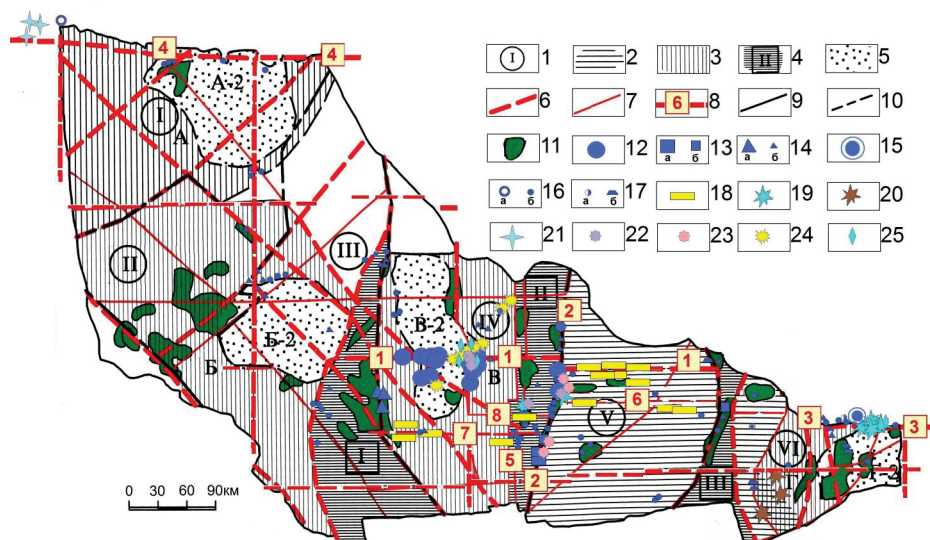 4 4
I 1 2 3 II 4 5
А-2
I
А
6 7 6 8 9 10
11 12 а б 13 а б 14 15
а б 16 а б 17 18 19 20
21 22 23 24 25
II III
II
IV 2
Б-2 В-2
1 1 1
Б В
6
8 3 3
7 V VI
I 5 Г-2
2 III
0 30 60 90км